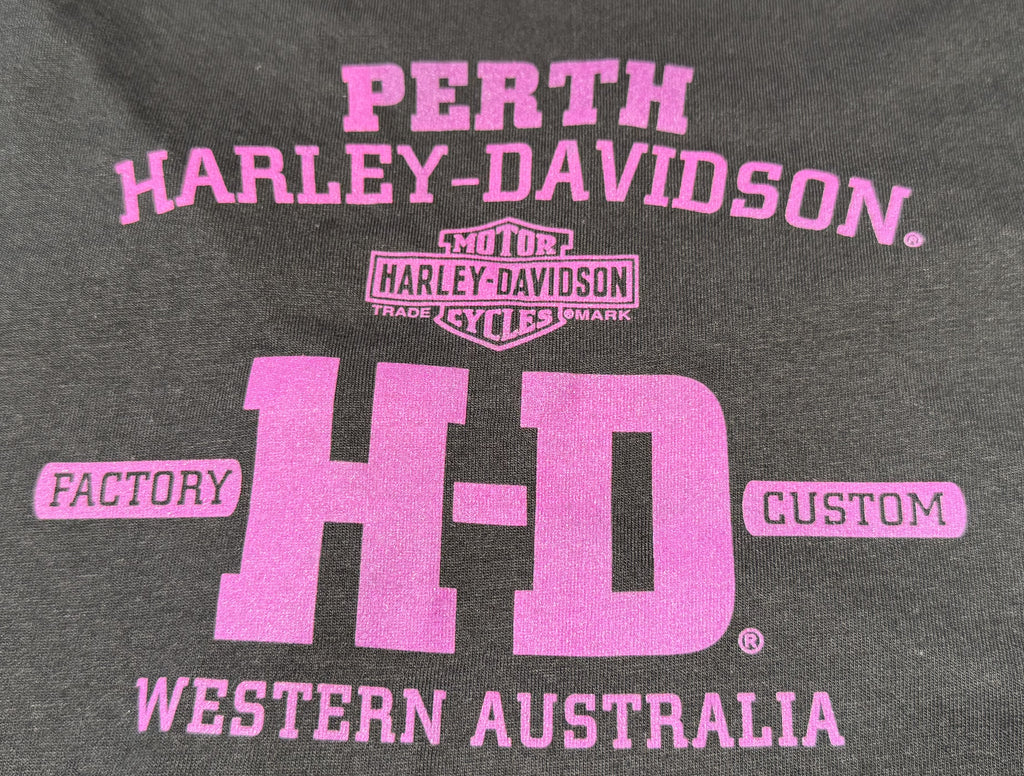 PERTH
HARLEY-DAVIDSON®
MOTOR
HARLEY-DAVIDSON
TRADE CYCLES ®MARK
H-D®
FACTORY CUSTOM
WESTERN AUSTRALIA